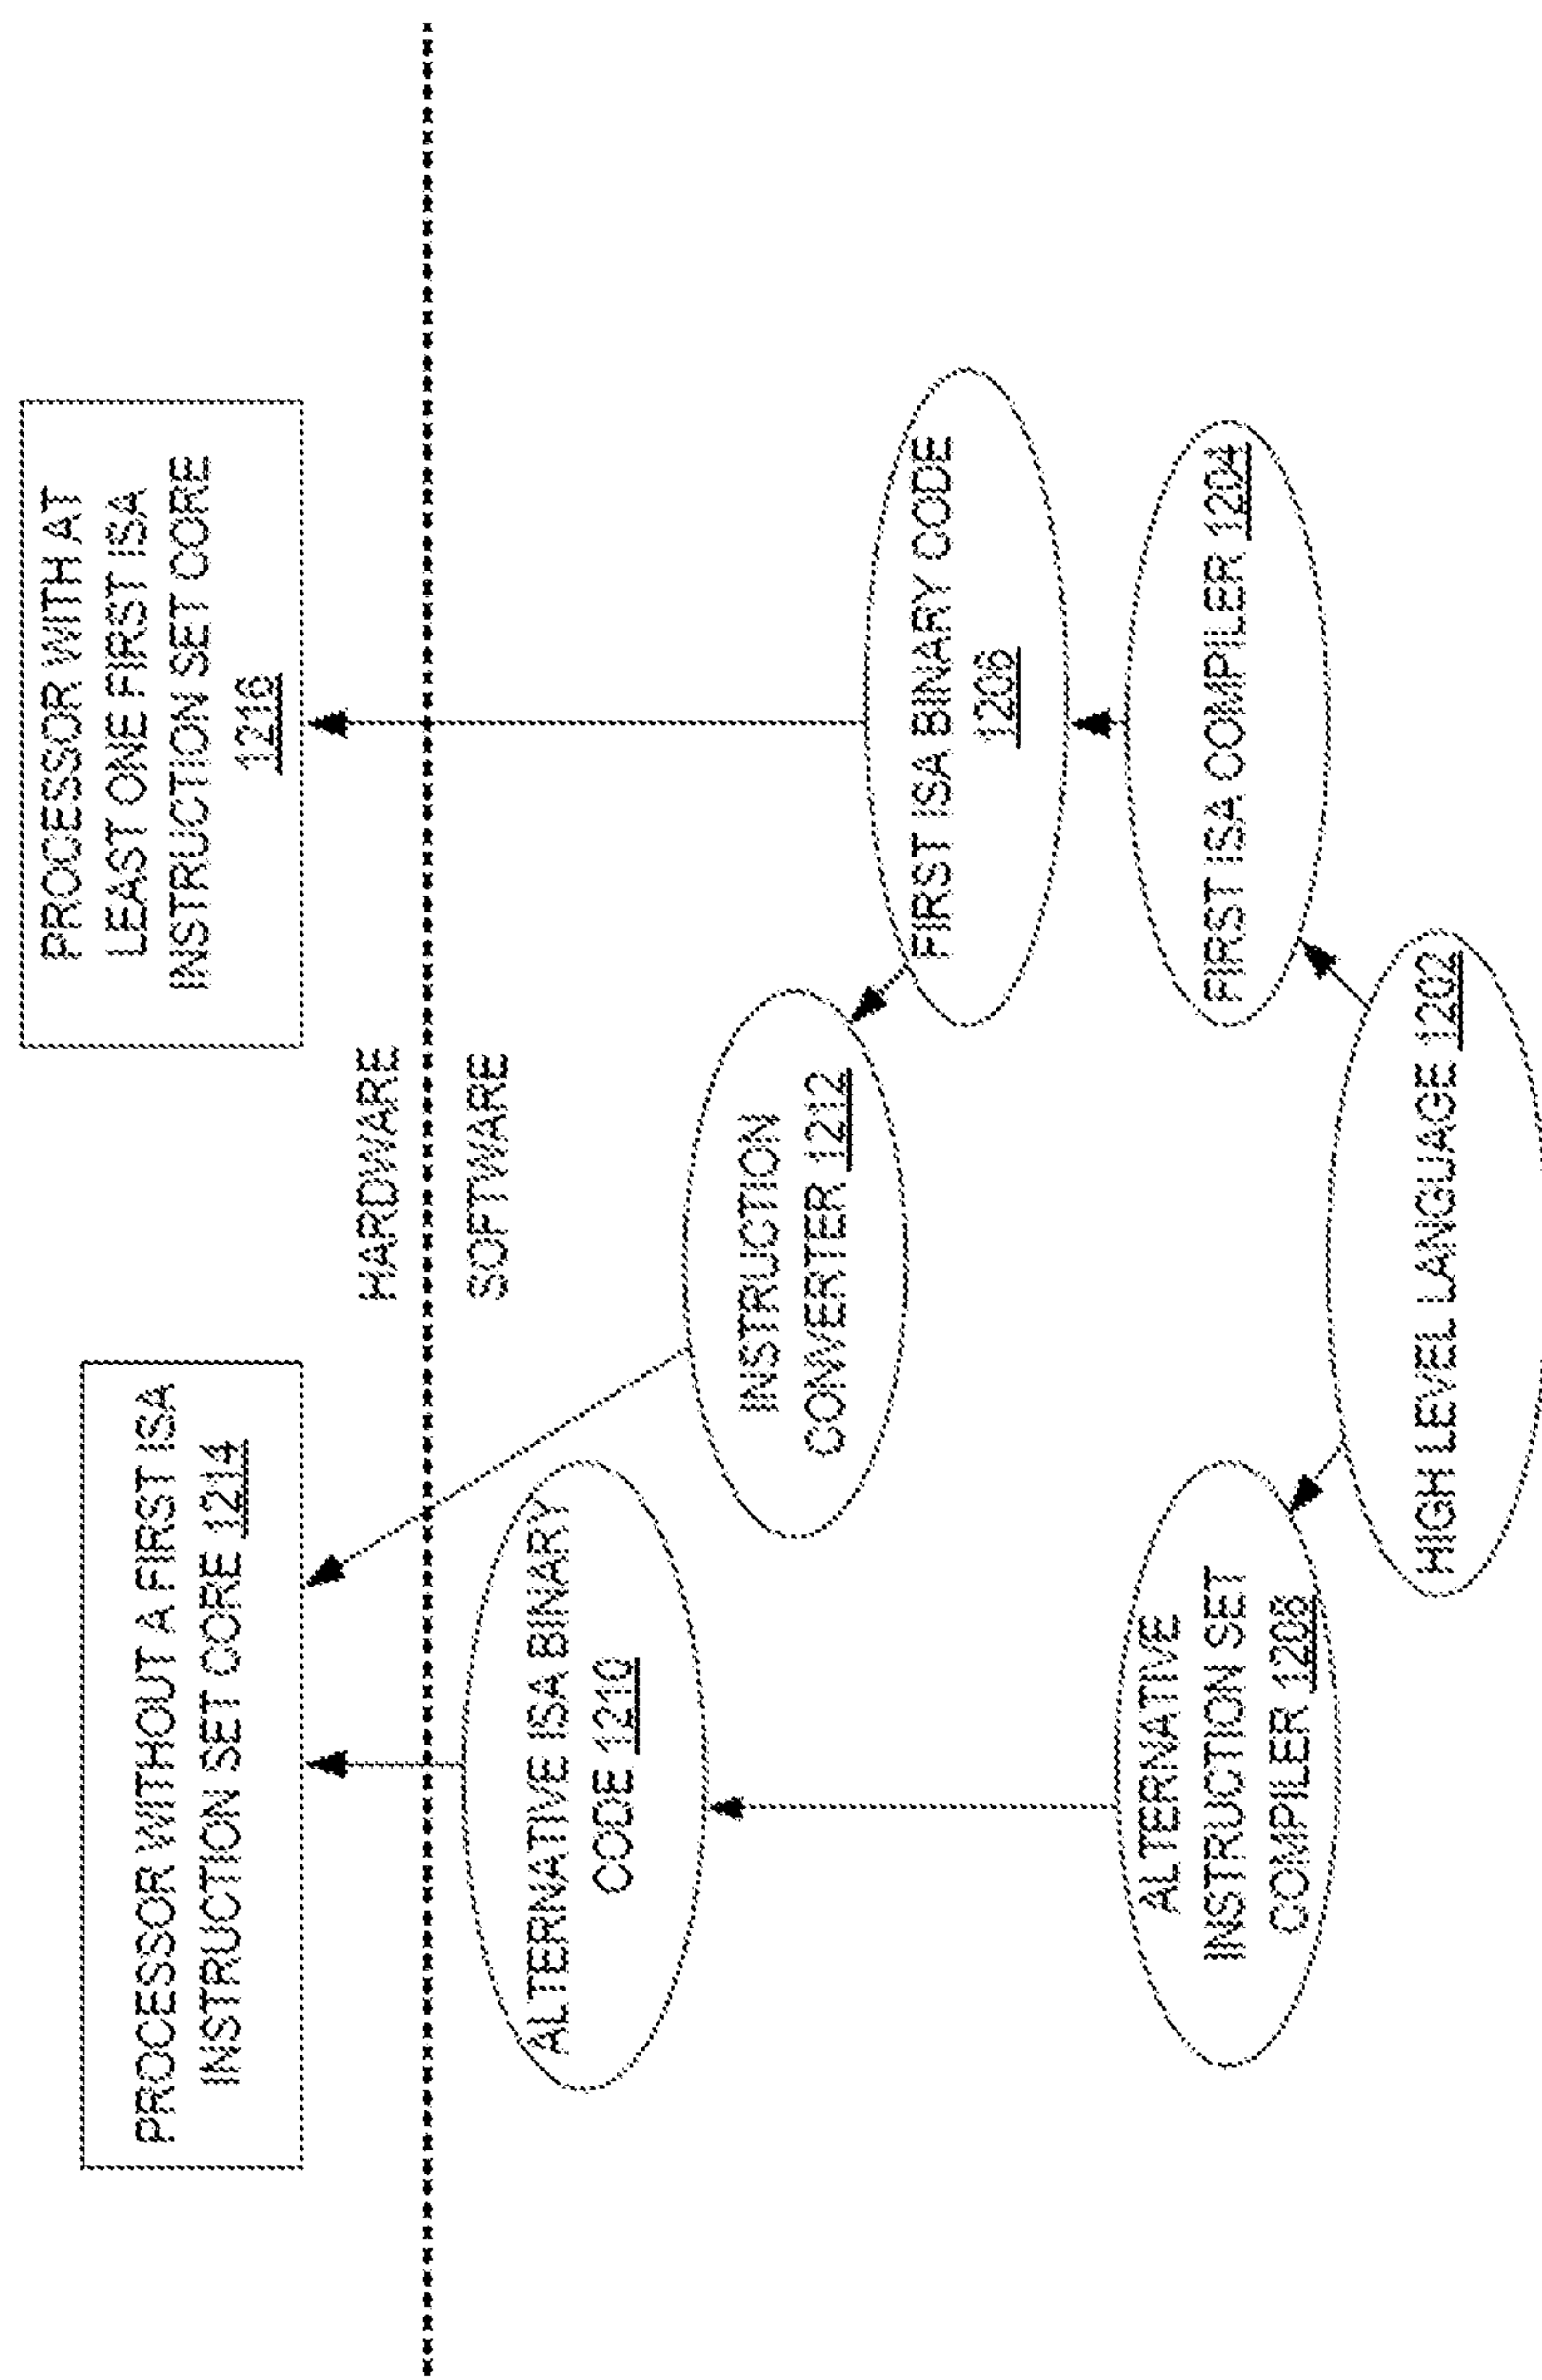 PROCESSOR WITHOUT A FIRST ISA
INSTRUCTION SET CORE 1214
PROCESSOR WITH AT
LEAST ONE FIRST ISA
INSTRUCTION SET CORE
1216
HARDWARE
SOFTWARE
ALTERNATIVE ISA BINARY
CODE 1210
INSTRUCTION
CONVERTER 1212
FIRST ISA BINARY CODE
1206
ALTERNATIVE
INSTRUCTION SET
COMPILER 1208
FIRST ISA COMPILER 1204
HIGH LEVEL LANGUAGE 1202